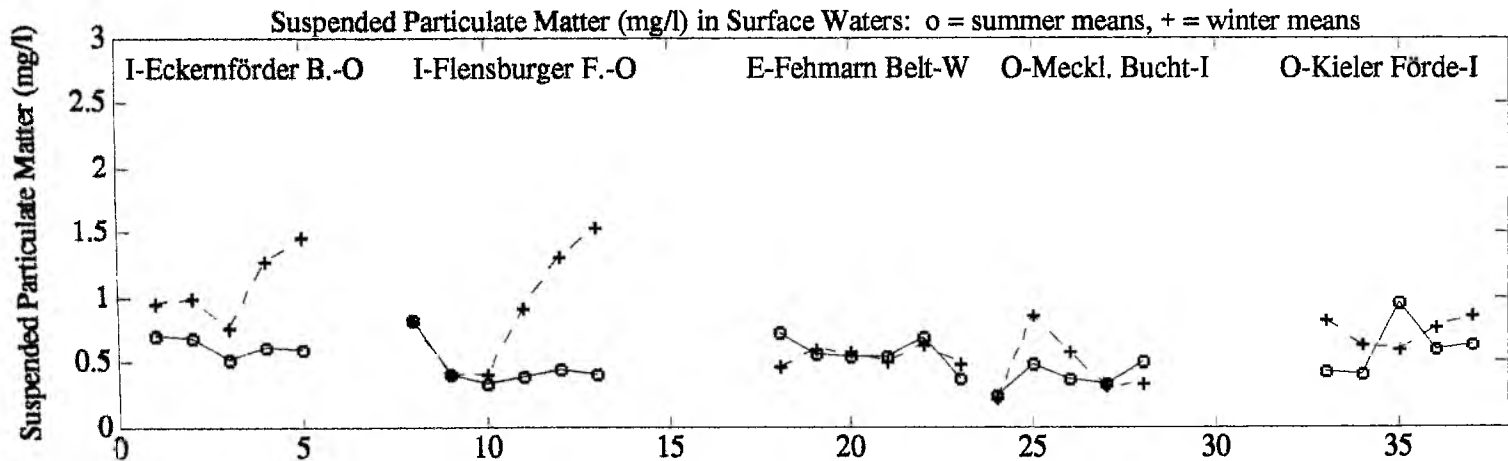 Suspended Particulate Matter (mg/l) in Surface Waters: o = summer means, + = winter means
Suspended Particulate Matter (mg/l)
3
2.5
2
1.5
1
0.5
0
I-Eckernförder B.-O I-Flensburger F.-O E-Fehmarn Belt-W O-Meckl. Bucht-I O-Kieler Förde-I
0 5 10 15 20 25 30 35